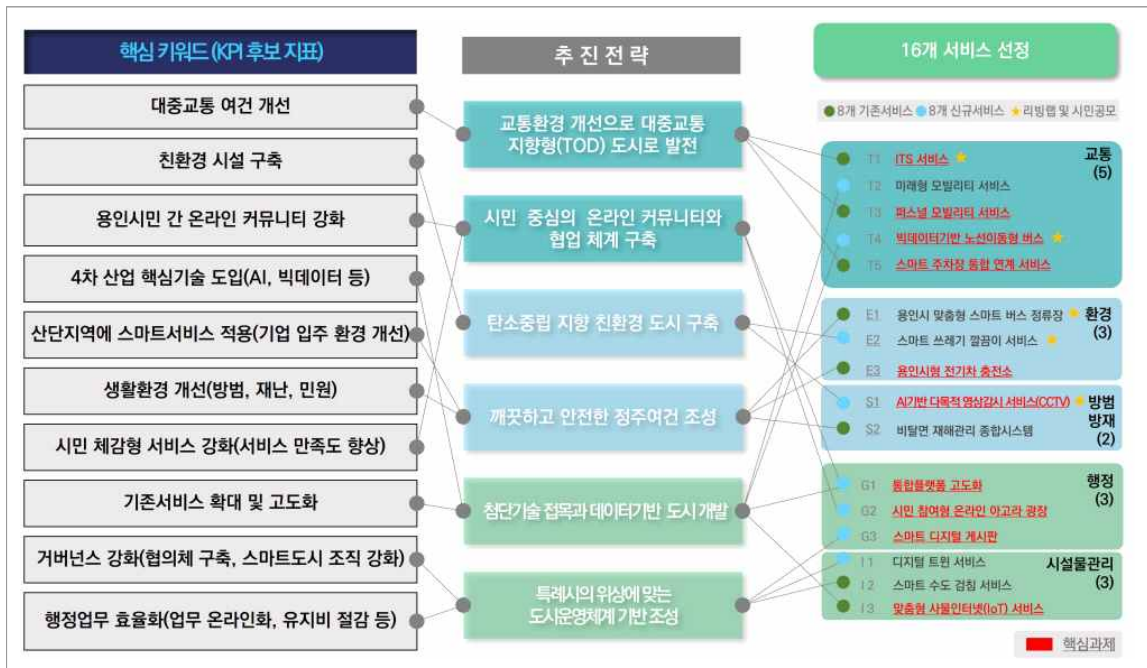 핵심 키워드 (KPI 후보 지표)
대중교통 여건 개선
친환경 시설 구축
용인시민 간 온라인 커뮤니티 강화
4차 산업 핵심기술 도입(AI, 빅데이터 등)
산단지역에 스마트서비스 적용(기업 입주 환경 개선)
생활환경 개선(방범, 재난, 민원)
시민 체감형 서비스 강화(서비스 만족도 향상)
기존서비스 확대 및 고도화
거버넌스 강화(협의체 구축, 스마트도시 조직 강화)
행정업무 효율화(업무 온라인화, 유지비 절감 등)
추 진 전 략
교통환경 개선으로 대중교통
지향형(TOD) 도시로 발전
시민 중심의 온라인 커뮤니티와
협업 체계 구축
탄소중립 지향 친환경 도시 구축
깨끗하고 안전한 정주여건 조성
첨단기술 접목과 데이터기반 도시 개발
특례시의 위상에 맞는
도시운영체계 기반 조성
16개 서비스 선정
8개 기존서비스 8개 신규서비스 리빙랩 및 시민공모
교통
(5)
T1 ITS 서비스
T2 미래형 모빌리티 서비스
T3 퍼스널 모빌리티 서비스
T4 빅데이터기반 노선이동형 버스
T5 스마트 주차장 통합 연계 서비스
환경
(3)
E1 용인시 맞춤형 스마트 버스 정류장
E2 스마트 쓰레기 깔끔이 서비스
E3 용인시형 전기차 충전소
방범
방재
(2)
S1 AI기반 다목적 영상감시 서비스(CCTV)
S2 비탈면 재해관리 종합시스템
행정
(3)
G1 통합플랫폼 고도화
G2 시민 참여형 온라인 아고라 광장
G3 스마트 디지털 게시판
시설물관리
(3)
I1 디지털 트윈 서비스
I2 스마트 수도 검침 서비스
I3 맞춤형 사물인터넷(IoT) 서비스
핵심과제